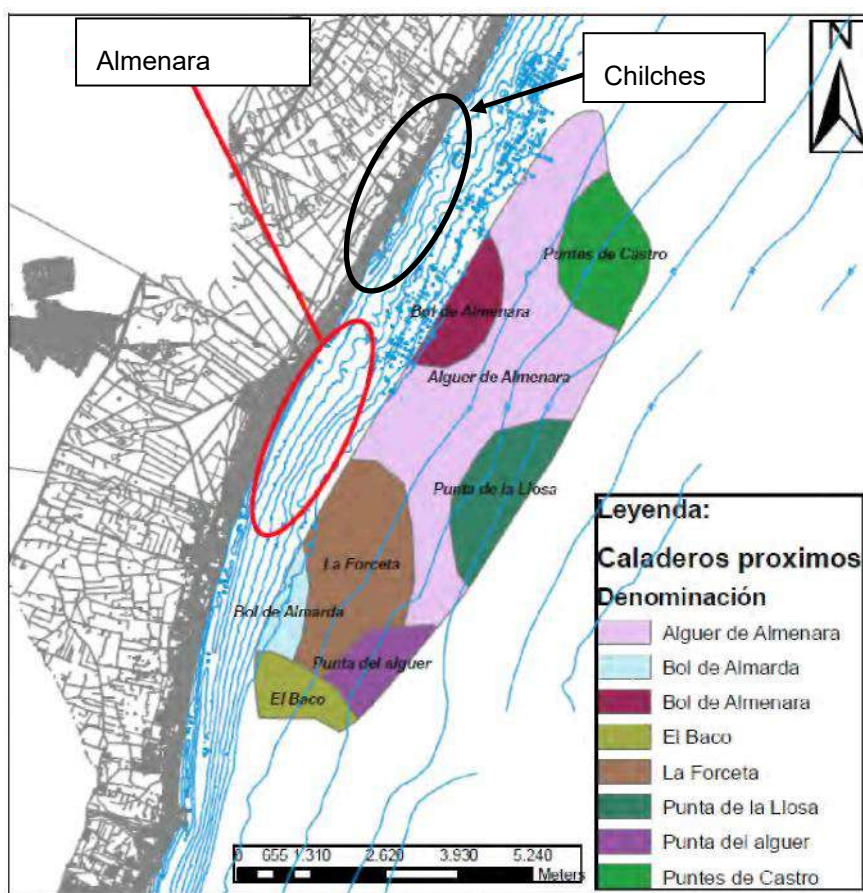 Almenara
Chilches
N
Puntes de Castro
Bol de Almenara
Alguer de Almenara
Punta de la Llosa
La Forceta
Bol de Almarda
Punta del alguer
El Baco
Leyenda:
Caladeros proximos
Denominación
Alguer de Almenara
Bol de Almarda
Bol de Almenara
El Baco
La Forceta
Punta de la Llosa
Punta del alguer
Puntes de Castro
0 655 1.310 2.620 3.930 5.240
Meters